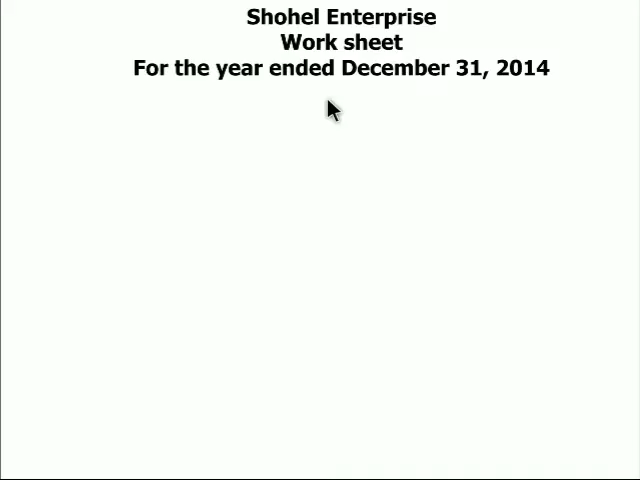 Shohel Enterprise
Work sheet
For the year ended December 31, 2014